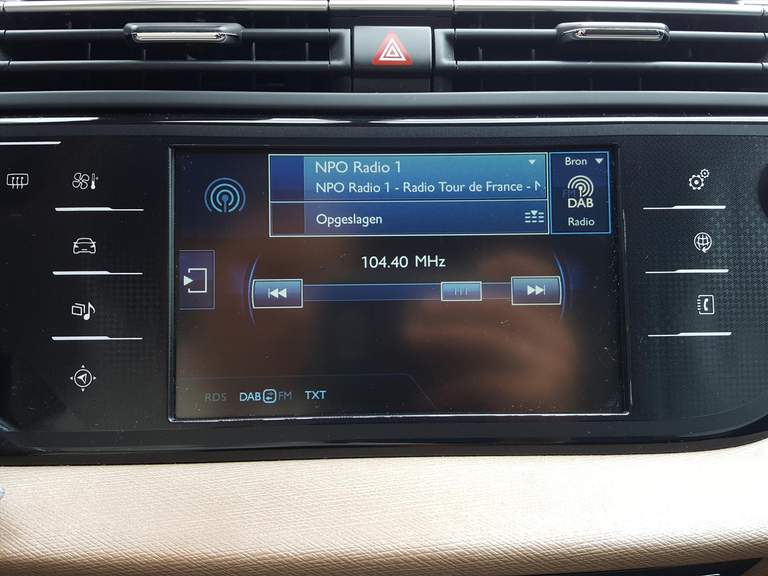 NPO Radio 1
NPO Radio 1 - Radio Tour de France -
Opgeslagen
Bron
FM
DAB
Radio
104.40 MHz
RDS DAB FM TXT